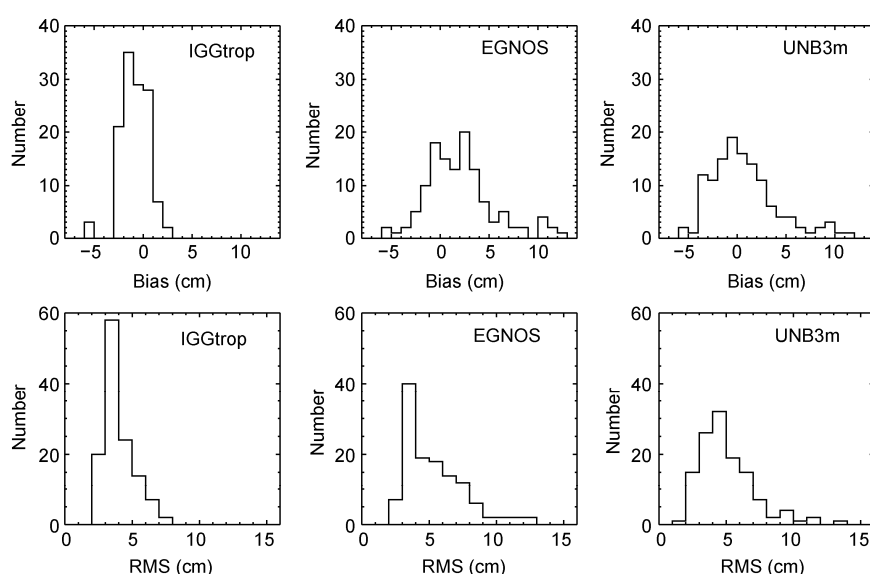 40 40 40
IGGtrop EGNOS UNB3m
30 30 30
Number Number Number
20 20 20
10 10 10
0 0 0
−5 0 5 10 −5 0 5 10 −5 0 5 10
Bias (cm) Bias (cm) Bias (cm)
60 60 60
IGGtrop EGNOS UNB3m
40 40 40
Number Number Number
20 20 20
0 0 0
0 5 10 15 0 5 10 15 0 5 10 15
RMS (cm) RMS (cm) RMS (cm)